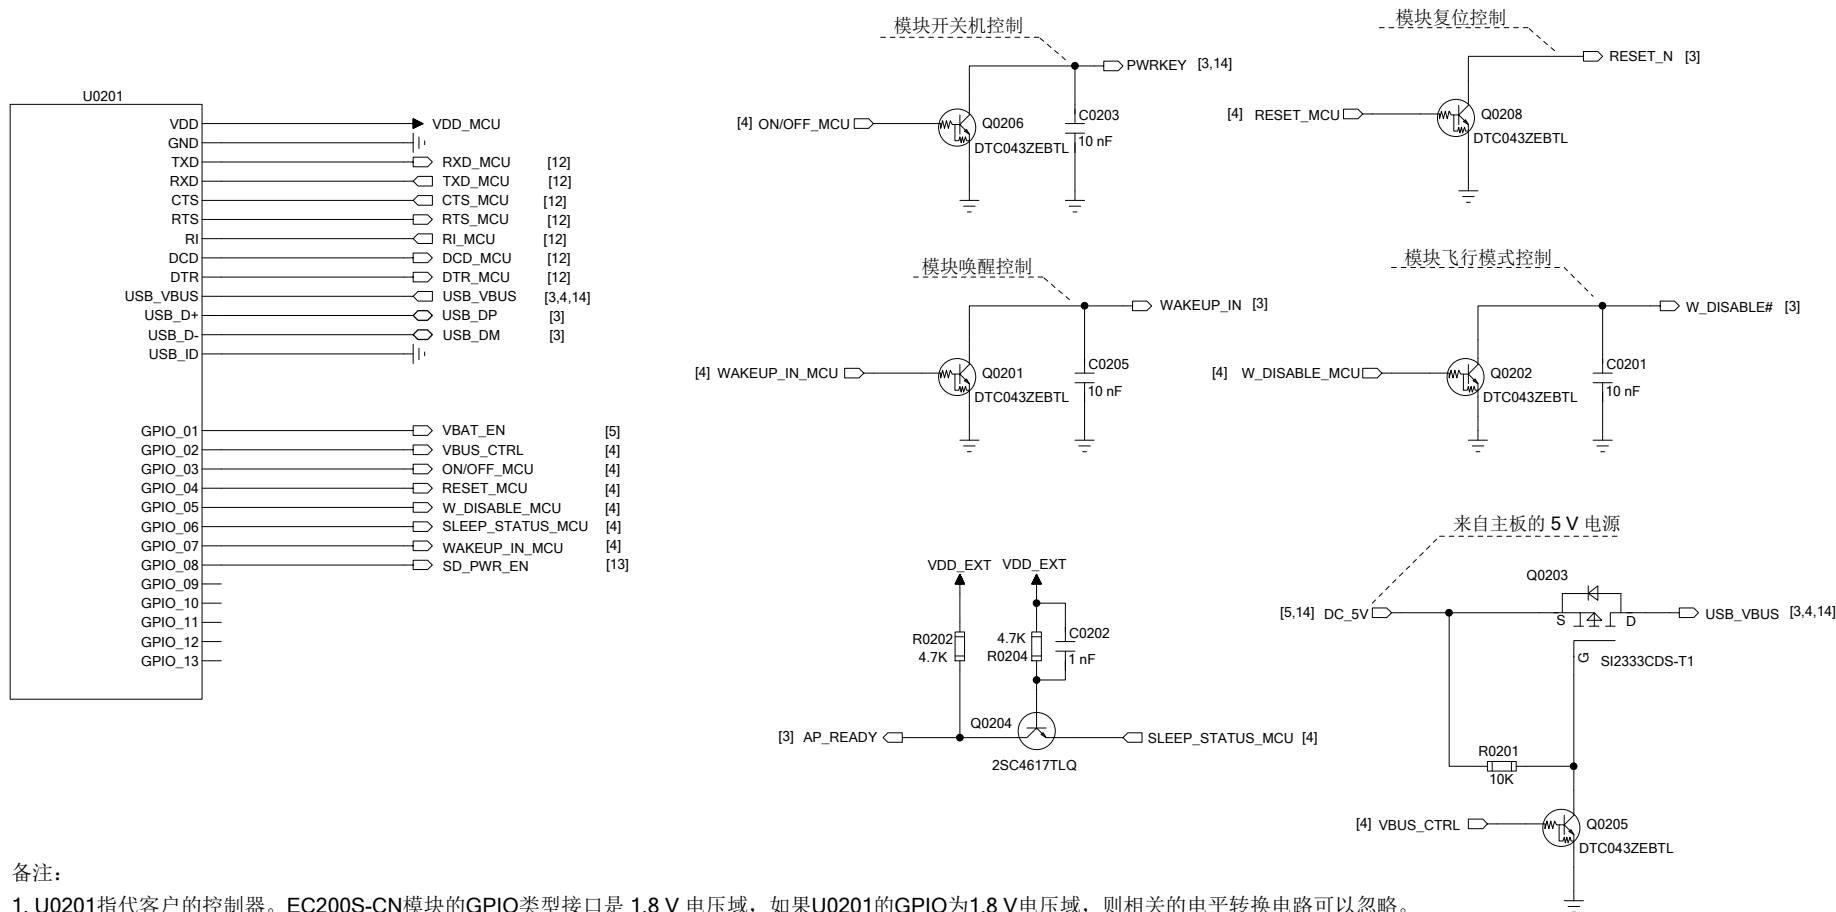 U0201
VDD VDD_MCU
GND
TXD RXD_MCU [12]
RXD TXD_MCU [12]
CTS CTS_MCU [12]
RTS RTS_MCU [12]
RI RI_MCU [12]
DCD DCD_MCU [12]
DTR DTR_MCU [12]
USB_VBUS USB_VBUS [3,4,14]
USB_D+ USB_DP [3]
USB_D- USB_DM [3]
USB_ID
GPIO_01 VBAT_EN [5]
GPIO_02 VBUS_CTRL [4]
GPIO_03 ON/OFF_MCU [4]
GPIO_04 RESET_MCU [4]
GPIO_05 W_DISABLE_MCU [4]
GPIO_06 SLEEP_STATUS_MCU [4]
GPIO_07 WAKEUP_IN_MCU [4]
GPIO_08 SD_PWR_EN [13]
GPIO_09
GPIO_10
GPIO_11
GPIO_12
GPIO_13
模块开关机控制
PWRKEY [3,14]
[4] ON/OFF_MCU
Q0206
DTC043ZEBTL
C0203
10 nF
模块复位控制
RESET_N [3]
[4] RESET_MCU
Q0208
DTC043ZEBTL
模块唤醒控制
WAKEUP_IN [3]
[4] WAKEUP_IN_MCU
Q0201
DTC043ZEBTL
C0205
10 nF
模块飞行模式控制
W_DISABLE# [3]
[4] W_DISABLE_MCU
Q0202
DTC043ZEBTL
C0201
10 nF
VDD_EXT VDD_EXT
R0202
4.7K
4.7K
R0204
C0202
1 nF
Q0204
[3] AP_READY
SLEEP_STATUS_MCU [4]
2SC4617TLQ
来自主板的 5 V 电源
Q0203
[5,14] DC_5V
S D
G
USB_VBUS [3,4,14]
SI2333CDS-T1
R0201
10K
[4] VBUS_CTRL
Q0205
DTC043ZEBTL
备注：
1. U0201指代客户的控制器。EC200S-CN模块的GPIO类型接口是 1.8 V 电压域，如果U0201的GPIO为1.8 V电压域，则相关的电平转换电路可以忽略。